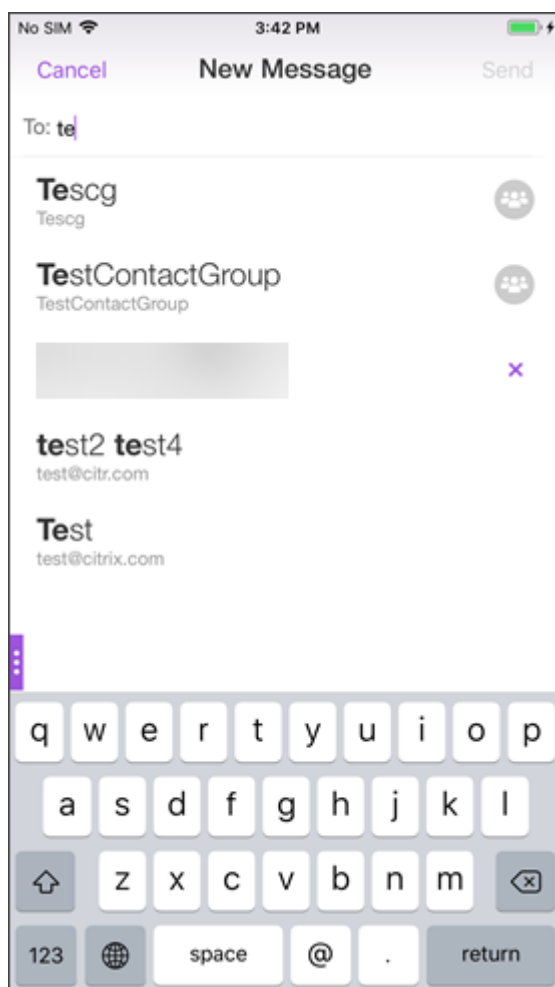 No SIM 3:42 PM
Cancel New Message Send
To: te
Tescg
Tescg
TestContactGroup
TestContactGroup
test2 test4
test@citr.com
Test
test@citrix.com
q w e r t y u i o p
a s d f g h j k l
z x c v b n m
123 space @ . return